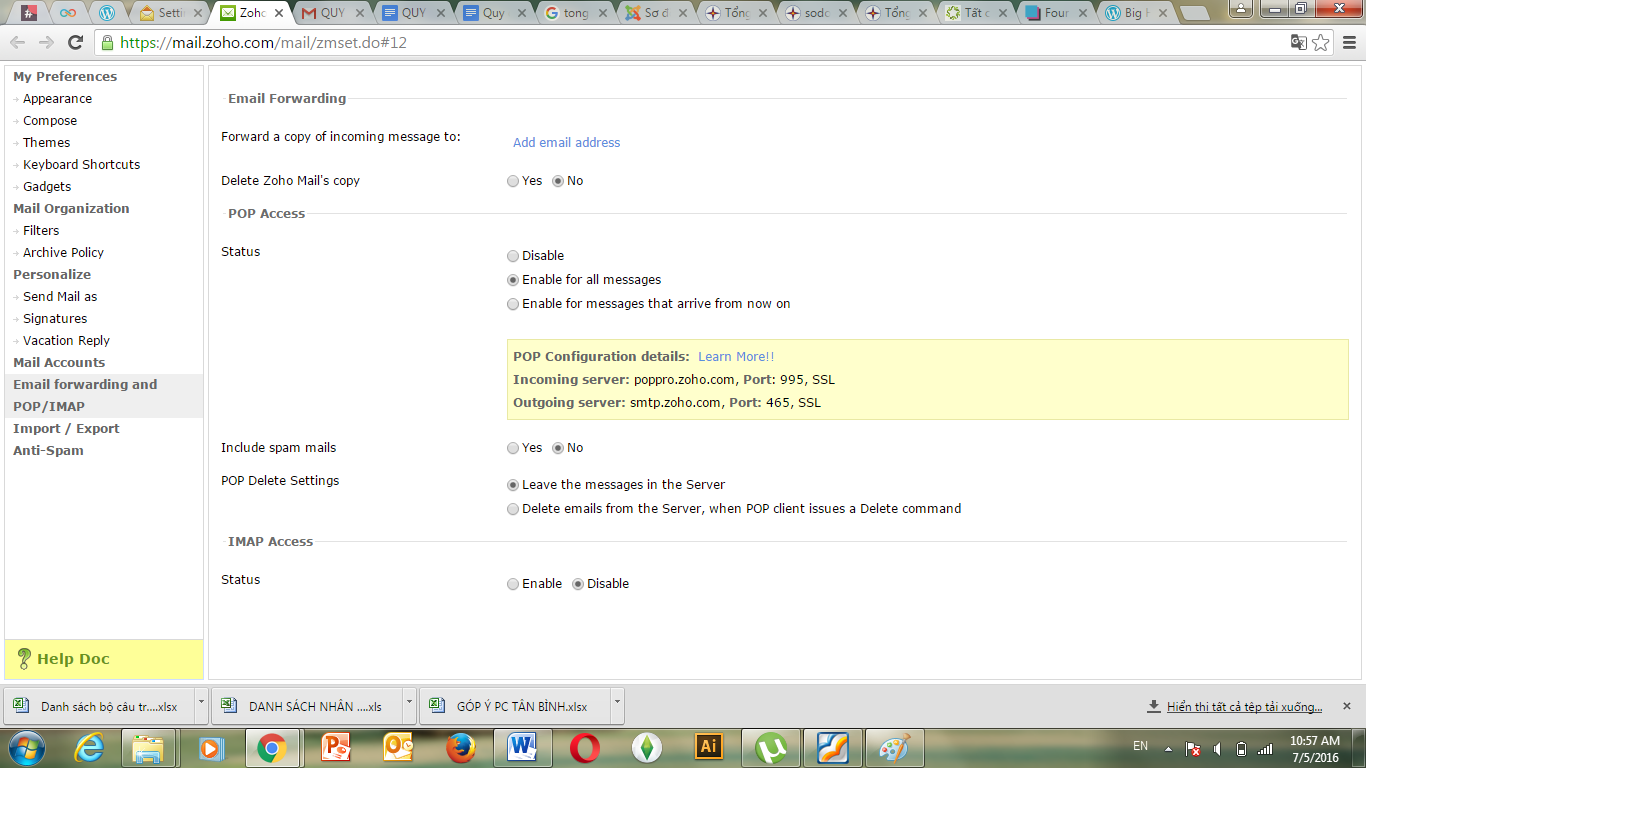 Setti
Zoho
QUY
QUY
Quy
tong
Sơ đ
Tổng
sodo
Tổng
Tất c
Four
Big H
https://mail.zoho.com/mail/zmset.do#12
My Preferences
Appearance
Compose
Themes
Keyboard Shortcuts
Gadgets
Mail Organization
Filters
Archive Policy
Personalize
Send Mail as
Signatures
Vacation Reply
Mail Accounts
Email forwarding and
POP/IMAP
Import / Export
Anti-Spam
Help Doc
Email Forwarding
Forward a copy of incoming message to:
Add email address
Delete Zoho Mail's copy
Yes No
POP Access
Status
Disable
Enable for all messages
Enable for messages that arrive from now on
POP Configuration details: Learn More!!
Incoming server: poppro.zoho.com, Port: 995, SSL
Outgoing server: smtp.zoho.com, Port: 465, SSL
Include spam mails
Yes No
POP Delete Settings
Leave the messages in the Server
Delete emails from the Server, when POP client issues a Delete command
IMAP Access
Status
Enable Disable
Danh sách bộ câu tr....xlsx
DANH SÁCH NHÂN ....xls
GÓP Ý PC TÂN BÌNH.xlsx
Hiển thị tất cả tệp tải xuống...
Ai
EN
10:57 AM
7/5/2016